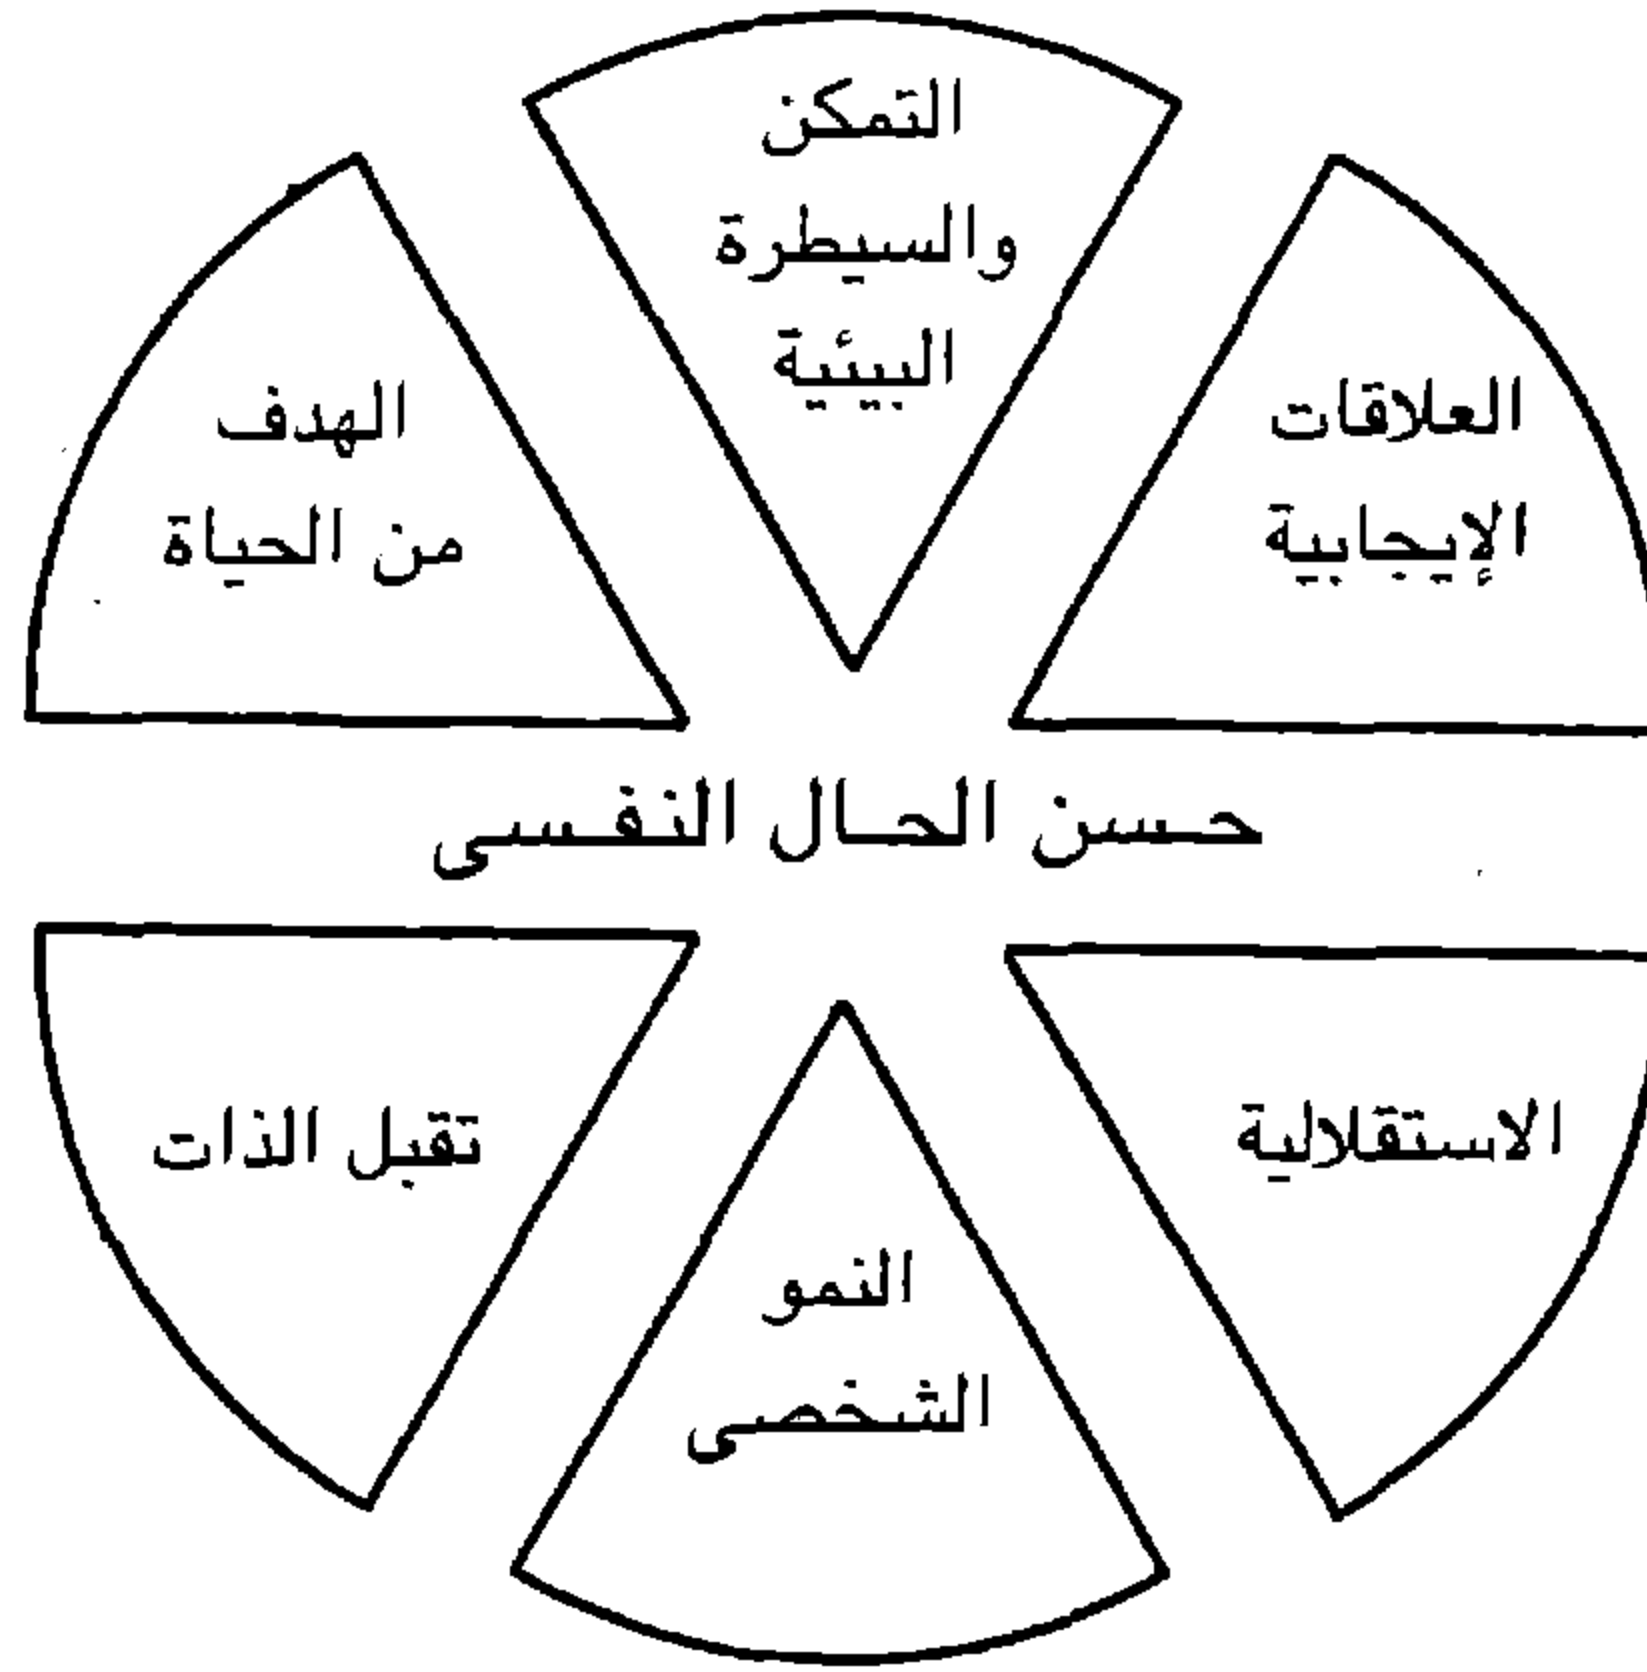 التمكن
والسيطرة
البيئية
العلاقات
الإيجابية
الهدف
من الحياة
حسن الحال النفسى
الاستقلالية
تقبل الذات
النمو
الشخصى